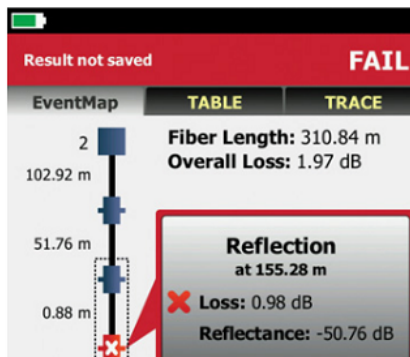 Result not saved
FAIL
EventMap
TABLE
TRACE
2
Fiber Length: 310.84 m
Overall Loss: 1.97 dB
102.92 m
51.76 m
0.88 m
Reflection
at 155.28 m
Loss: 0.98 dB
Reflectance: -50.76 dB